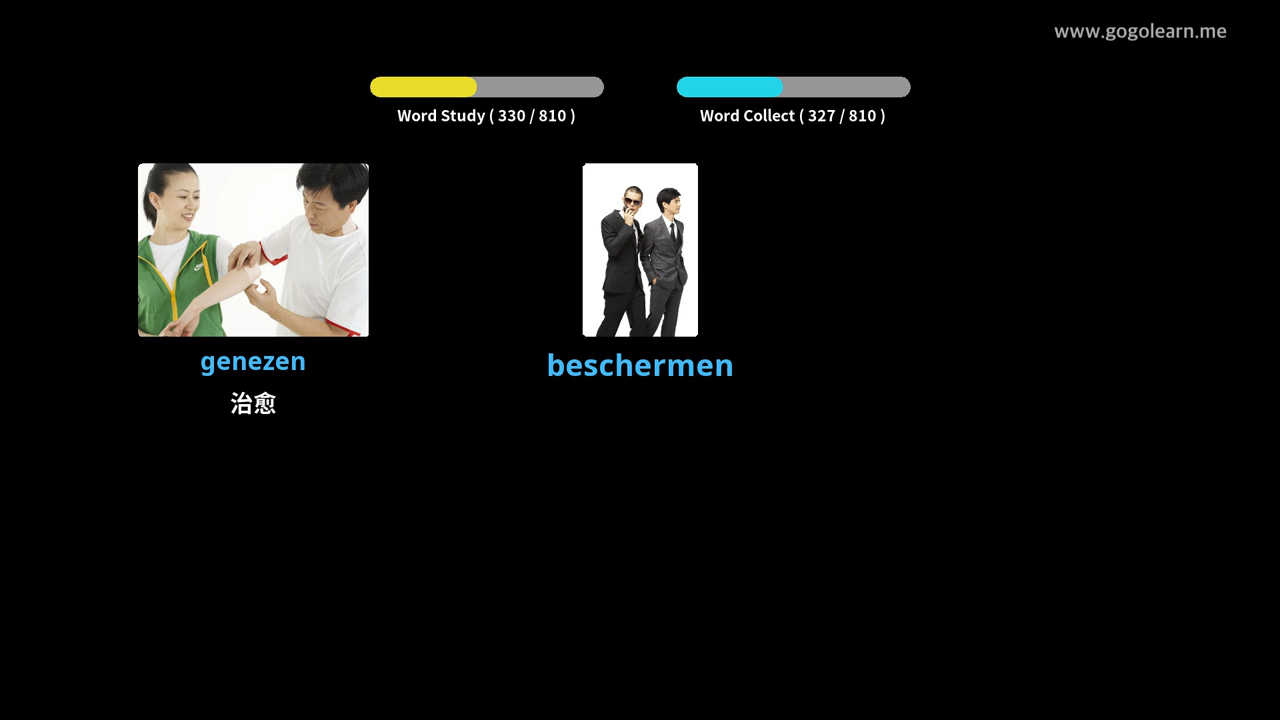 www.gogolearn.me
Word Study ( 330 / 810 )
Word Collect ( 327 / 810 )
genezen
治愈
beschermen